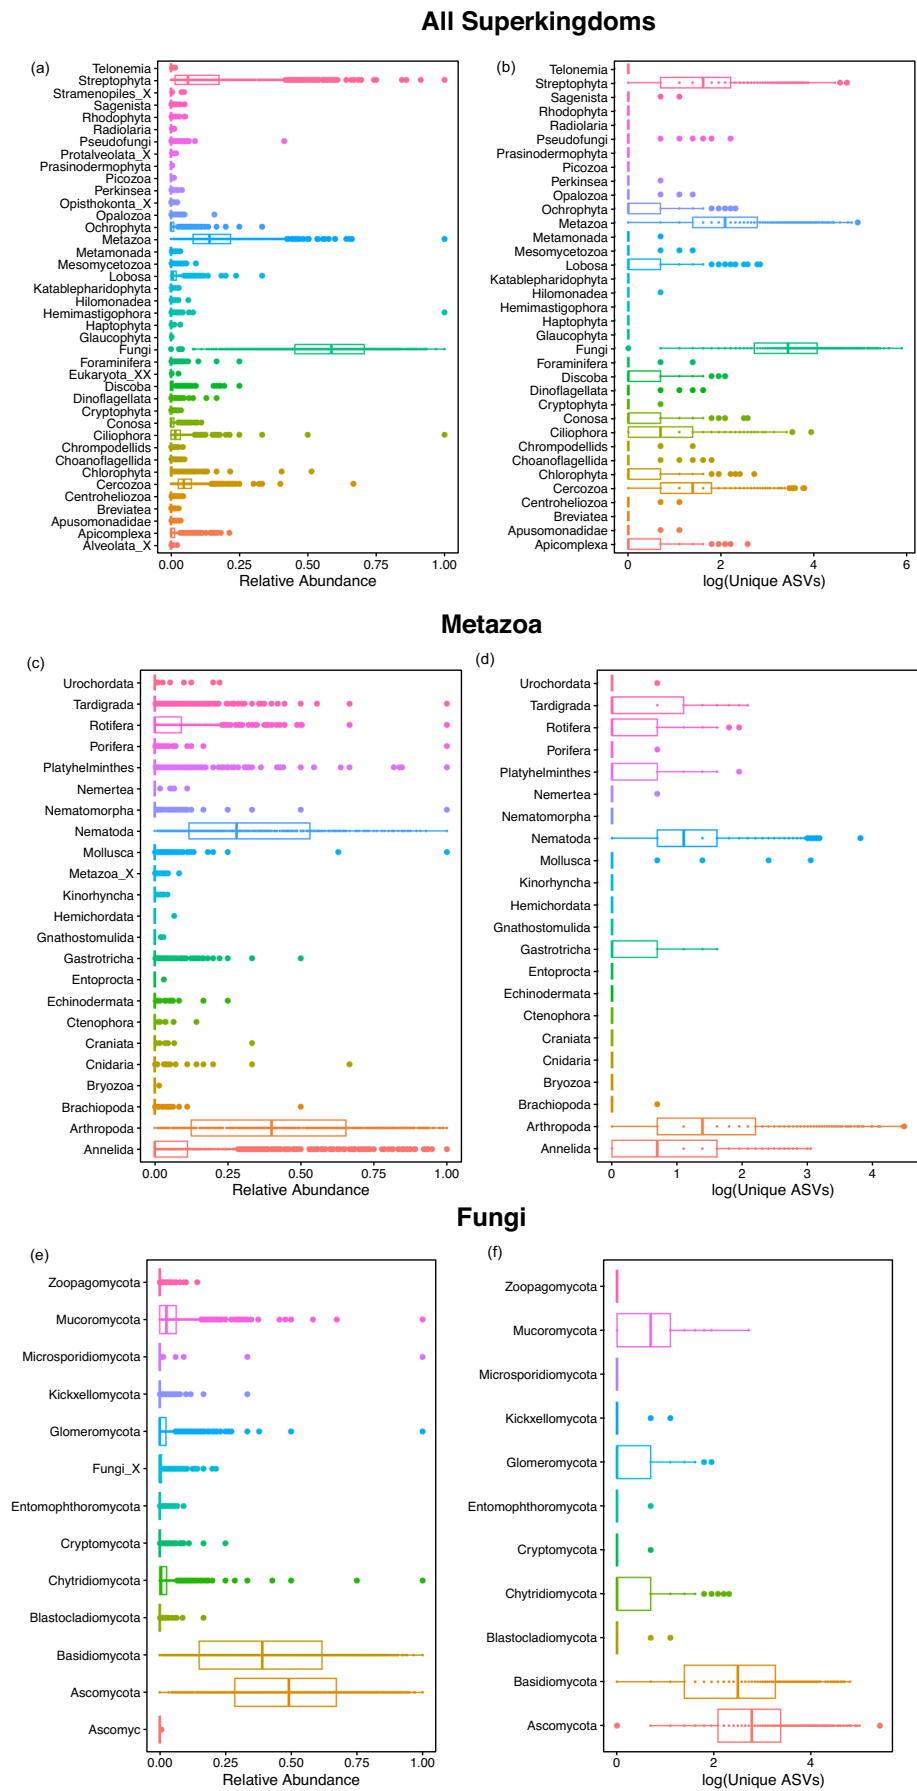 All Superkingdoms
(a)
Telonemia
Streptophyta
Stramenopiles_X
Sagenista
Rhodophyta
Radiolaria
Pseudofungi
Protalveolata_X
Prasinodermophyta
Picozoa
Perkinsea
Opisthokonta_X
Opalozoa
Ochrophyta
Metazoa
Metamonada
Mesomycetozoa
Lobosa
Katablepharidophyta
Hilomonadea
Hemimastigophora
Haptophyta
Glaucophyta
Fungi
Foraminifera
Eukaryota_XX
Discoba
Dinoflagellata
Cryptophyta
Conosa
Ciliophora
Chrompodellids
Choanoflagellida
Chlorophyta
Cercozoa
Centroheliozoa
Breviatea
Apusomonadidae
Apicomplexa
Alveolata_X
0.00 0.25 0.50 0.75 1.00
Relative Abundance
(b)
Telonemia
Streptophyta
Sagenista
Rhodophyta
Radiolaria
Pseudofungi
Prasinodermophyta
Picozoa
Perkinsea
Opalozoa
Ochrophyta
Metazoa
Metamonada
Mesomycetozoa
Lobosa
Katablepharidophyta
Hilomonadea
Hemimastigophora
Haptophyta
Glaucophyta
Fungi
Foraminifera
Discoba
Dinoflagellata
Cryptophyta
Conosa
Ciliophora
Chrompodellids
Choanoflagellida
Chlorophyta
Cercozoa
Centroheliozoa
Breviatea
Apusomonadidae
Apicomplexa
0 2 4 6
log(Unique ASVs)
Metazoa
(c)
Urochordata
Tardigrada
Rotifera
Porifera
Platyhelminthes
Nemertea
Nematomorpha
Nematoda
Mollusca
Metazoa_X
Kinorhyncha
Hemichordata
Gnathostomulida
Gastrotricha
Entoprocta
Echinodermata
Ctenophora
Craniata
Cnidaria
Bryozoa
Brachiopoda
Arthropoda
Annelida
0.00 0.25 0.50 0.75 1.00
Relative Abundance
(d)
Urochordata
Tardigrada
Rotifera
Porifera
Platyhelminthes
Nemertea
Nematomorpha
Nematoda
Mollusca
Kinorhyncha
Hemichordata
Gnathostomulida
Gastrotricha
Entoprocta
Echinodermata
Ctenophora
Craniata
Cnidaria
Bryozoa
Brachiopoda
Arthropoda
Annelida
0 1 2 3 4
log(Unique ASVs)
Fungi
(e)
Zoopagomycota
Mucoromycota
Microsporidiomycota
Kickxellomycota
Glomeromycota
Fungi_X
Entomophthoromycota
Cryptomycota
Chytridiomycota
Blastocladiomycota
Basidiomycota
Ascomycota
Ascomyc
0.00 0.25 0.50 0.75 1.00
Relative Abundance
(f)
Zoopagomycota
Mucoromycota
Microsporidiomycota
Kickxellomycota
Glomeromycota
Entomophthoromycota
Cryptomycota
Chytridiomycota
Blastocladiomycota
Basidiomycota
Ascomycota
0 2 4
log(Unique ASVs)